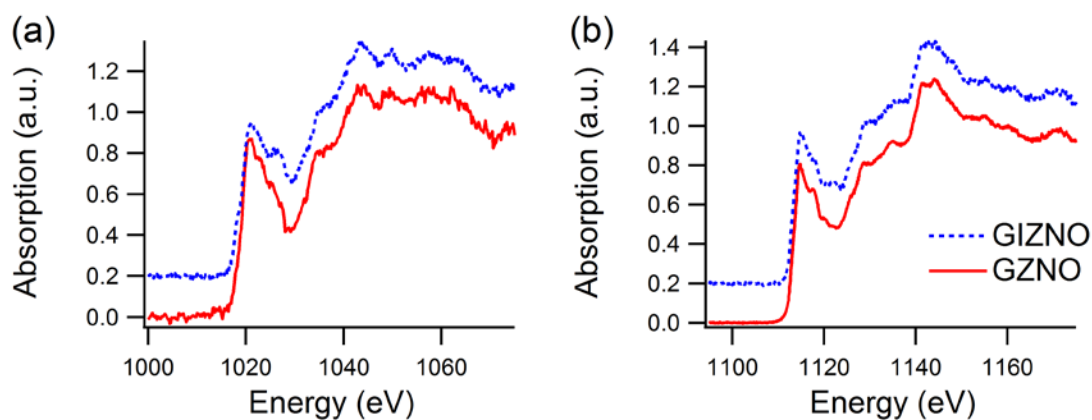 (a)
Absorption (a.u.)
1.2
1.0
0.8
0.6
0.4
0.2
0.0
1000 1020 1040 1060
Energy (eV)
(b)
Absorption (a.u.)
1.4
1.2
1.0
0.8
0.6
0.4
0.2
0.0
GIZNO
GZNO
1100 1120 1140 1160
Energy (eV)